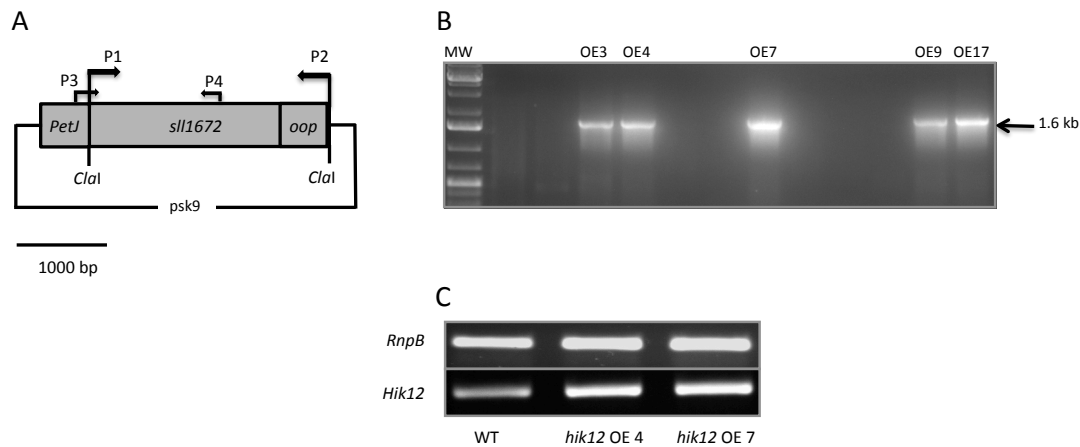 A
P1
P2
P3
P4
PetJ
sll1672
oop
ClaI
ClaI
psk9
1000 bp
B
MW
OE3
OE4
OE7
OE9
OE17
1.6 kb
C
RnpB
Hik12
WT
hik12 OE 4
hik12 OE 7